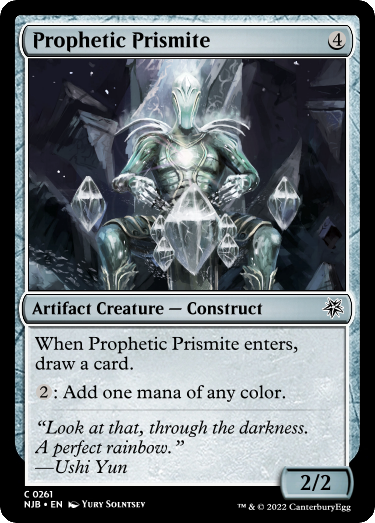 Prophetic Prismite 4
Artifact Creature — Construct
When Prophetic Prismite enters,
draw a card.
2: Add one mana of any color.
“Look at that, through the darkness.
A perfect rainbow.”
—Ushi Yun
2/2
C 0261
NJB • EN Yury Solntsev
™ & © 2022 CanterburyEgg